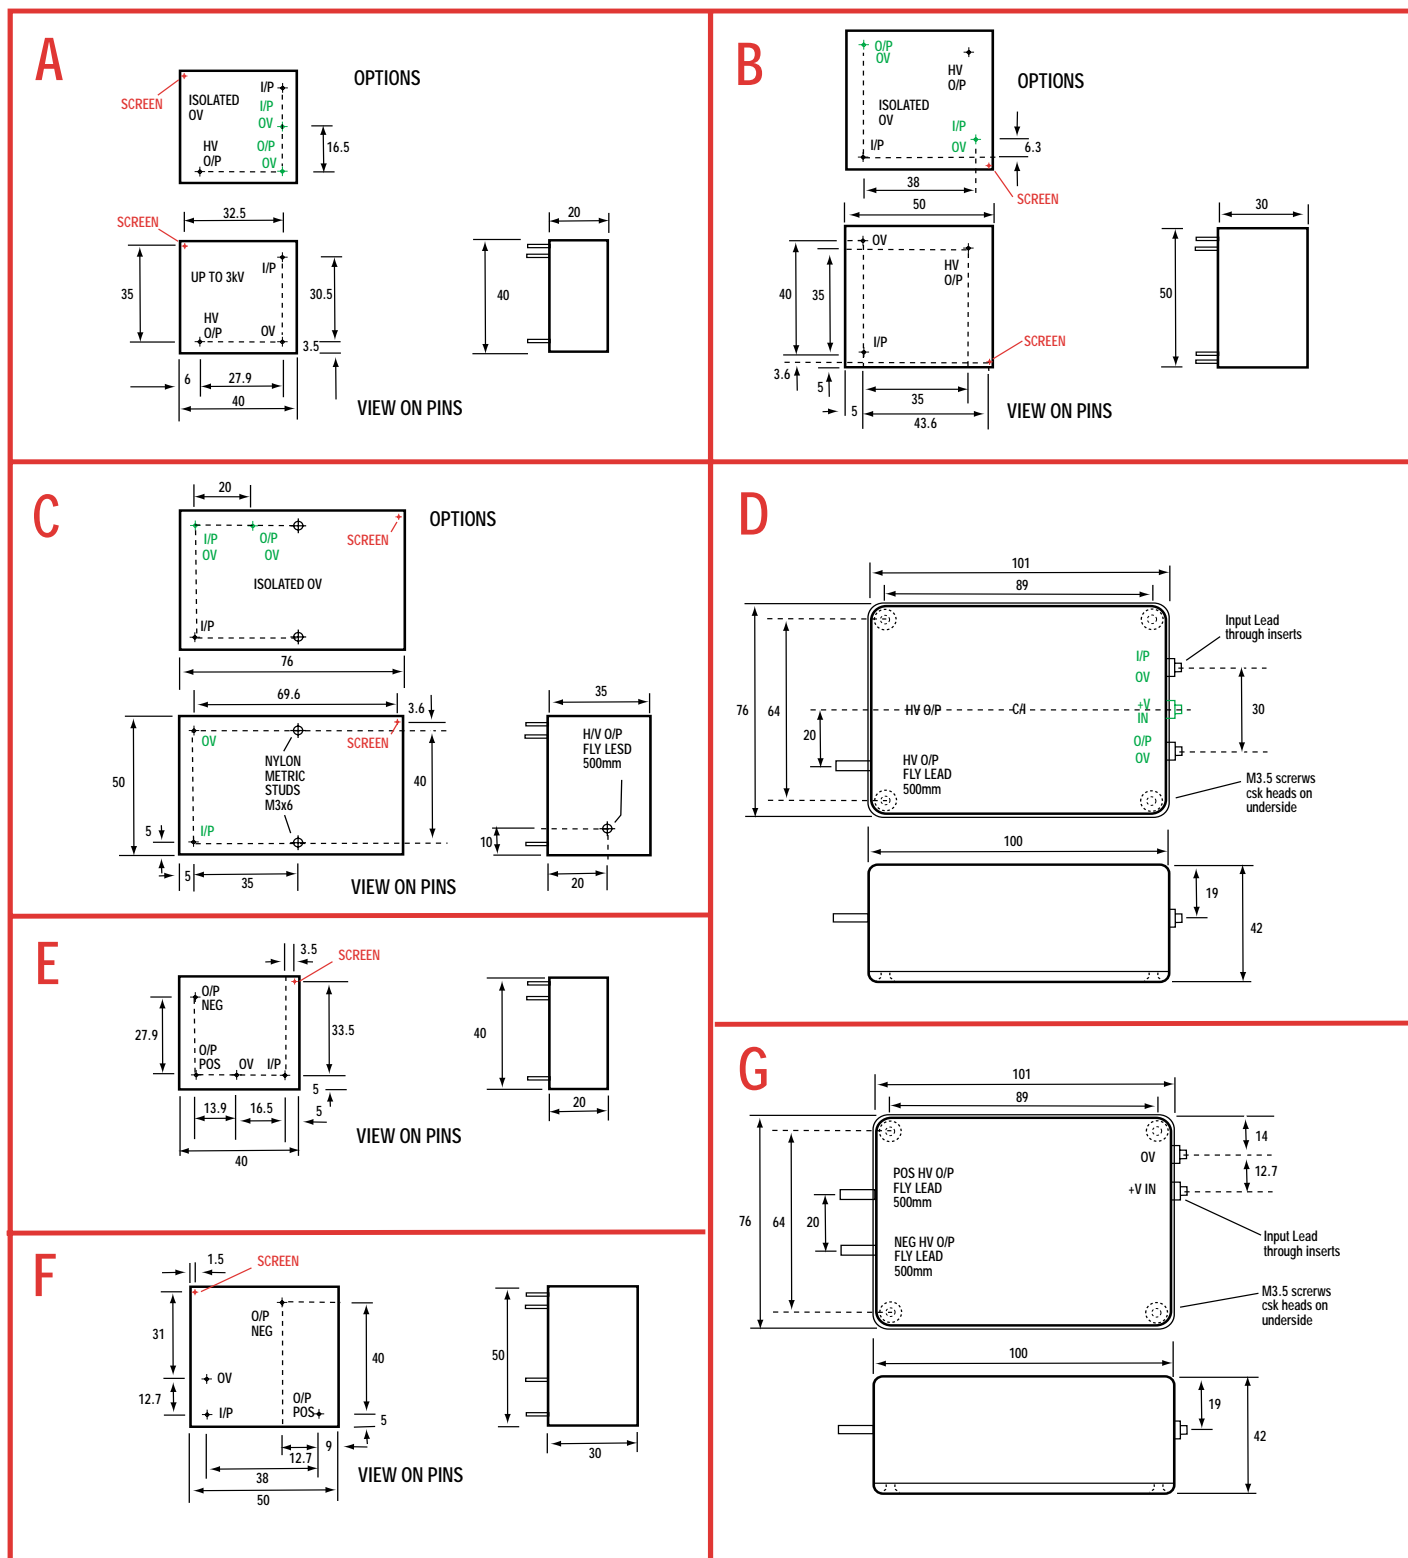 A
OPTIONS
SCREEN
ISOLATED
OV
I/P
I/P
OV
O/P
OV
HV
O/P
16.5
SCREEN
32.5
UP TO 3kV
I/P
HV
O/P
OV
35
30.5
3.5
6
27.9
40
20
40
VIEW ON PINS
B
O/P
OV
HV
O/P
OPTIONS
ISOLATED
OV
I/P
I/P
OV
6.3
38
SCREEN
50
OV
HV
O/P
I/P
40
35
3.6
5
SCREEN
5
35
43.6
30
50
VIEW ON PINS
C
20
OPTIONS
I/P
OV
O/P
OV
SCREEN
ISOLATED OV
I/P
76
69.6
3.6
OV
SCREEN
NYLON
METRIC
STUDS
M3x6
50
40
I/P
5
5
35
35
H/V O/P
FLY LESD
500mm
10
20
VIEW ON PINS
D
101
89
Input Lead
through inserts
I/P
OV
+V
IN
O/P
OV
76
64
20
HV O/P
C/l
30
HV O/P
FLY LEAD
500mm
M3.5 screrws
csk heads on
underside
100
19
42
E
3.5
SCREEN
O/P
NEG
27.9
33.5
O/P
POS
OV
I/P
5
5
13.9
16.5
40
40
20
VIEW ON PINS
F
1.5
SCREEN
O/P
NEG
31
40
OV
12.7
I/P
O/P
POS
5
9
12.7
38
50
50
30
VIEW ON PINS
G
101
89
14
OV
12.7
+V IN
POS HV O/P
FLY LEAD
500mm
76
64
20
NEG HV O/P
FLY LEAD
500mm
Input Lead
through inserts
M3.5 screrws
csk heads on
underside
100
19
42